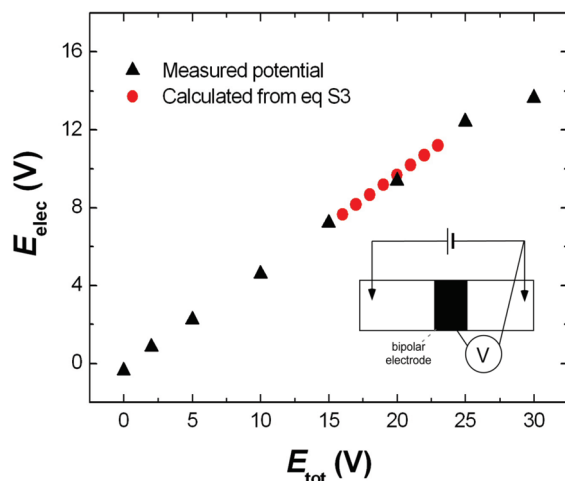 16
12
8
4
0
E_elec (V)
▲ Measured potential
● Calculated from eq S3
bipolar
electrode
V
0 5 10 15 20 25 30
E_tot (V)